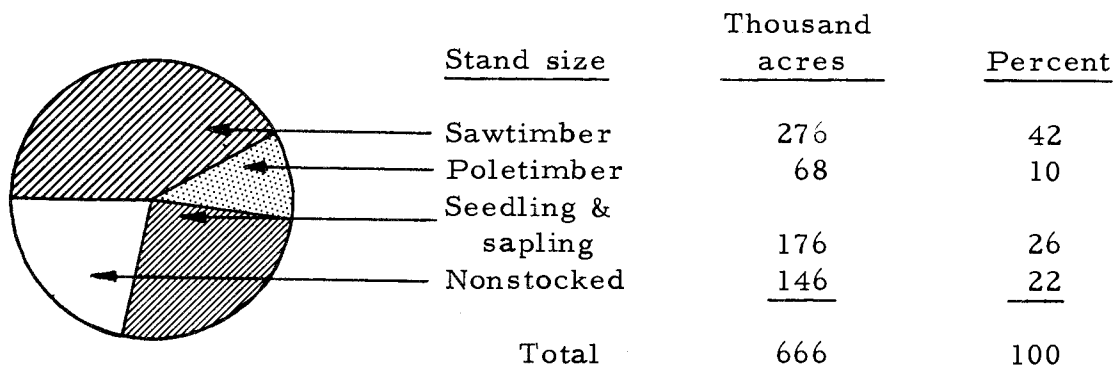 Thousand
Stand size acres Percent
Sawtimber 276 42
Poletimber 68 10
Seedling &
sapling 176 26
Nonstocked 146 22
Total 666 100